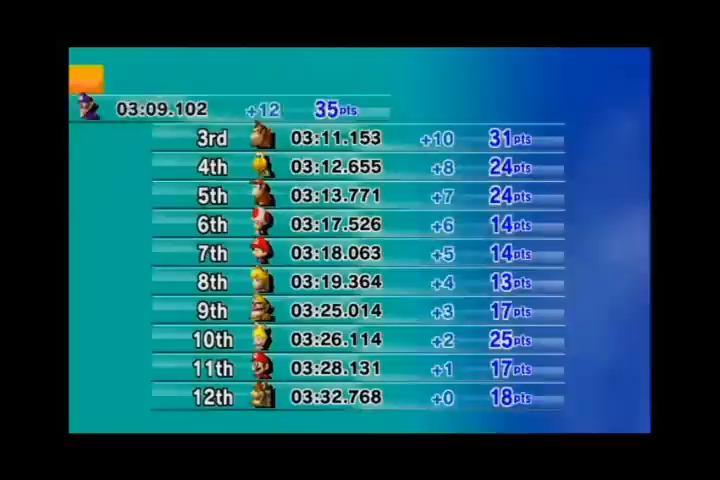 03:09.102 +12 35pts
3rd 03:11.153 +10 31pts
4th 03:12.655 +8 24pts
5th 03:13.771 +7 24pts
6th 03:17.526 +6 14pts
7th 03:18.063 +5 14pts
8th 03:19.364 +4 13pts
9th 03:25.014 +3 17pts
10th 03:26.114 +2 25pts
11th 03:28.131 +1 17pts
12th 03:32.768 +0 18pts